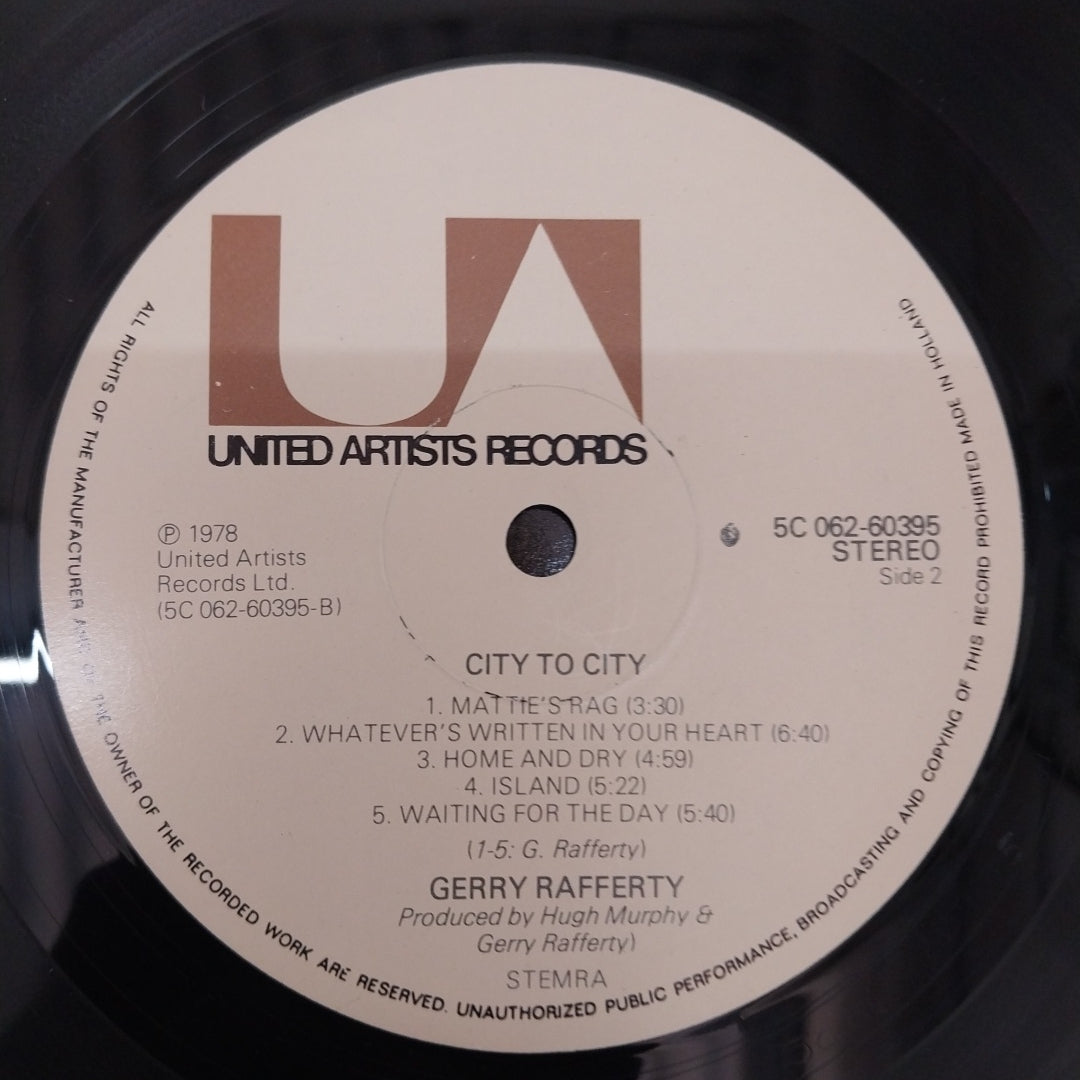 UA
UNITED ARTISTS RECORDS
℗ 1978
United Artists
Records Ltd.
(5C 062-60395-B)
5C 062-60395
STEREO
Side 2
CITY TO CITY
1. MATTIE'S RAG (3:30)
2. WHATEVER'S WRITTEN IN YOUR HEART (6:40)
3. HOME AND DRY (4:59)
4. ISLAND (5:22)
5. WAITING FOR THE DAY (5:40)
(1-5: G. Rafferty)
GERRY RAFFERTY
Produced by Hugh Murphy &
Gerry Rafferty)
STEMRA
ALL RIGHTS OF THE MANUFACTURER AND OF THE OWNER OF THE RECORDED WORK ARE RESERVED. UNAUTHORIZED PUBLIC PERFORMANCE, BROADCASTING AND COPYING OF THIS RECORD PROHIBITED MADE IN HOLLAND